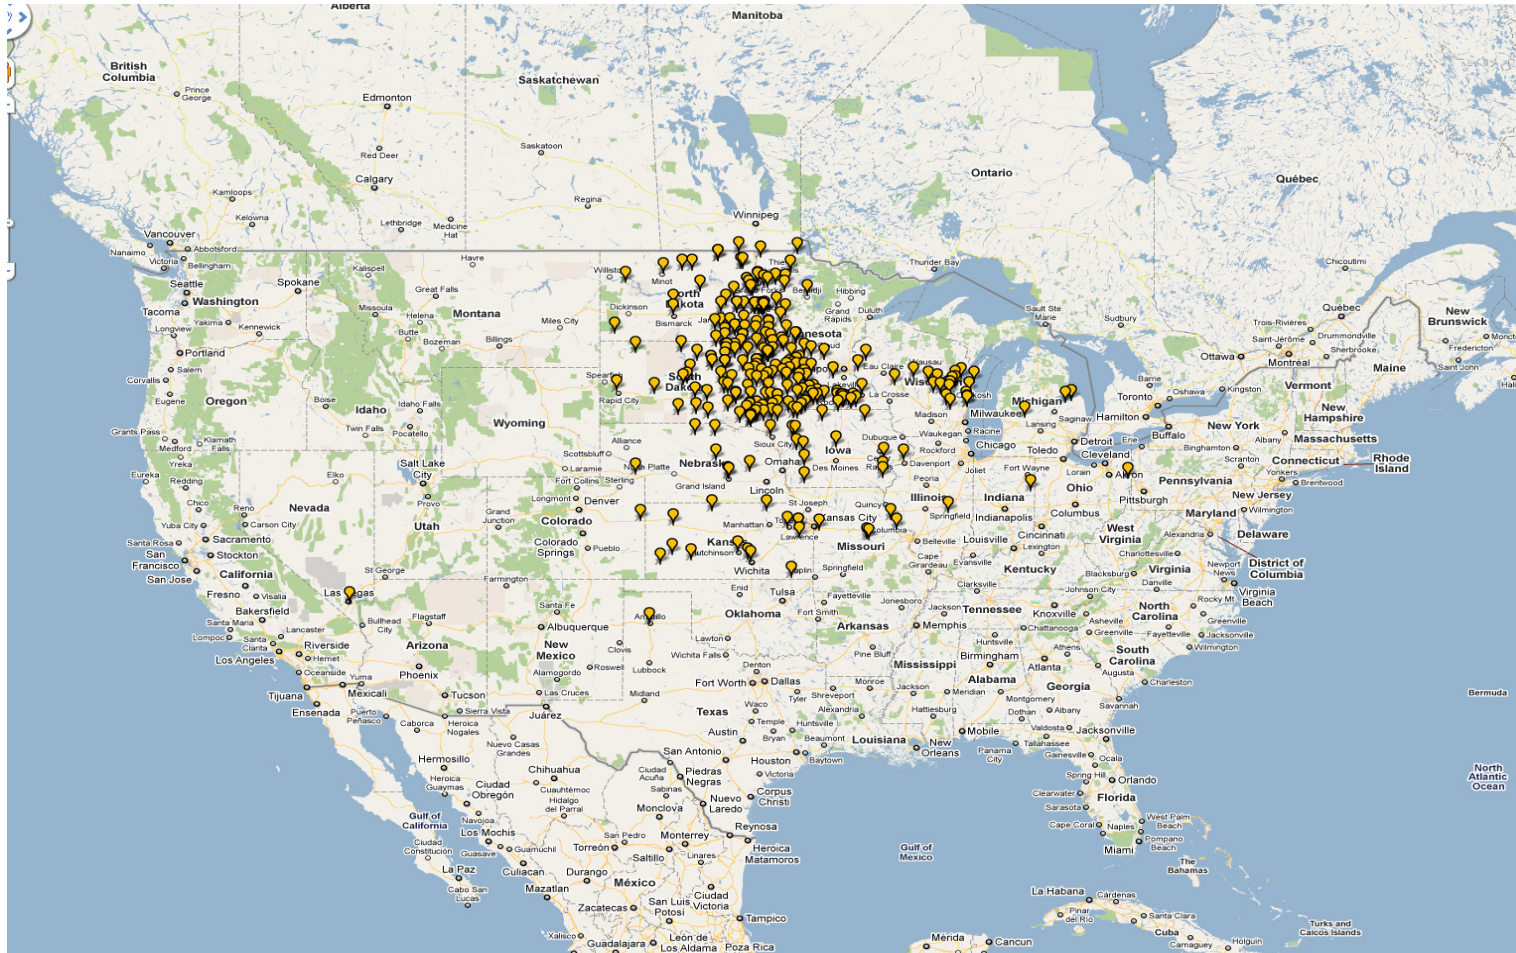 Alberta
Manitoba
British
Columbia
Saskatchewan
Prince
George
Edmonton
Red Deer
Saskatoon
Calgary
Ontario
Québec
Kamloops
Regina
Kelowna
Lethbridge
Medicine
Hat
Winnipeg
Vancouver
Nanaimo
Abbotsford
Victoria
Bellingham
Kalispell
Havre
Thunder Bay
Chicoutimi
Seattle
Spokane
Great Falls
Minot
Washington
Tacoma
Missoula
Helena
Montana
Dickinson
Bismarck
Hibbing
Grand
Rapids
Duluth
Sault Ste
Marie
Sudbury
Québec
New
Brunswick
Yakima
Longview
Kennewick
Butte
Bozeman
Miles City
Billings
Trois-Rivières
Saint-Jérôme
Drummondville
Sherbrooke
Fredericton
Saint John
Portland
Salem
Ottawa
Montréal
Maine
Corvallis
Eugene
Oregon
Boise
Idaho
Idaho Falls
Rapid City
Eau Claire
Wausau
La Crosse
Michigan
Saginaw
Toronto
Oshawa
Kingston
Vermont
New
Hampshire
Twin Falls
Pocatello
Wyoming
Madison
Milwaukee
Lansing
Hamilton
Buffalo
New York
Albany
Massachusetts
Grants Pass
Medford
Klamath
Falls
Yreka
Alliance
Sioux City
Iowa
Dubuque
Waukegan
Rockford
Racine
Chicago
Detroit
Erie
Toledo
Cleveland
Binghamton
Connecticut
Rhode
Island
Eureka
Redding
Elko
Salt Lake
City
Scottsbluff
Laramie
Fort Collins
Sterling
Nebraska
Grand Island
Omaha
Des Moines
Davenport
Joliet
Fort Wayne
Lorain
Akron
Scranton
Yonkers
Brentwood
Pennsylvania
Chico
Reno
Nevada
Provo
Longmont
Denver
Lincoln
Peoria
Illinois
Indiana
Ohio
Pittsburgh
New Jersey
Wilmington
Yuba City
Carson City
Utah
Grand
Junction
Colorado
St Joseph
Quincy
Springfield
Indianapolis
Columbus
Maryland
Santa Rosa
Sacramento
San
Francisco
Stockton
San Jose
Colorado
Springs
Pueblo
Manhattan
Lawrence
Kansas City
Missouri
Belleville
Louisville
Cincinnati
Lexington
West
Virginia
Alexandria
Delaware
District of
Columbia
California
Fresno
Visalia
St George
Farmington
Hutchinson
Wichita
Springfield
Cape
Girardeau
Evansville
Kentucky
Charlottesville
Blacksburg
Virginia
Newport
News
Virginia
Beach
Bakersfield
Las Vegas
Santa Fe
Enid
Tulsa
Fayetteville
Jonesboro
Clarksville
Johnson City
Danville
Rocky Mt
Santa Maria
Lompoc
Lancaster
Bullhead
City
Flagstaff
Albuquerque
Oklahoma
Fort Smith
Arkansas
Jackson
Memphis
Tennessee
Knoxville
Chattanooga
Asheville
North
Carolina
Greenville
Greenville
Fayetteville
Jacksonville
Wilmington
Santa
Clarita
Riverside
Los Angeles
Hemet
Arizona
Phoenix
New
Mexico
Clovis
Roswell
Lubbock
Lawton
Wichita Falls
Pine Bluff
Huntsville
Birmingham
Mississippi
Athens
Atlanta
South
Carolina
Augusta
Oceanside
Yuma
Tijuana
Mexicali
Tucson
Alamogordo
Las Cruces
Midland
Denton
Fort Worth
Dallas
Tyler
Shreveport
Monroe
Jackson
Meridian
Alabama
Montgomery
Georgia
Charleston
Savannah
Bermuda
Ensenada
Puerto
Peñasco
Sierra Vista
Juárez
Caborca
Heroica
Nogales
Texas
Waco
Temple
Huntsville
Alexandria
Hattiesburg
Dothan
Albany
Valdosta
Jacksonville
Nuevo Casas
Grandes
Austin
Bryan
Beaumont
Louisiana
New
Orleans
Mobile
Panama
City
Tallahassee
Gainesville
Ocala
Hermosillo
Heroica
Guaymas
Chihuahua
Ciudad
Acuña
San Antonio
Piedras
Negras
Houston
Baytown
Victoria
Spring Hill
Orlando
North
Atlantic
Ocean
Ciudad
Obregón
Cuauhtémoc
Hidalgo
del Parral
Sabinas
Nuevo
Laredo
Corpus
Christi
Clearwater
Sarasota
Florida
Gulf of
California
Navojoa
Los Mochis
Monclova
Reynosa
Cape Coral
Naples
West Palm
Beach
Pompano
Beach
Miami
Ciudad
Constitución
Guasave
Guamuchil
Culiacan
San Pedro
Torreón
Monterrey
Saltillo
Linares
Heroica
Matamoros
Gulf of
Mexico
The
Bahamas
La Paz
Cabo San
Lucas
Mazatlan
Durango
México
Ciudad
Victoria
La Habana
Cárdenas
Zacatecas
San Luis
Potosí
Tampico
Pinar
del Río
Santa Clara
Cuba
Camaguey
Holguin
Turks and
Caicos Islands
Xalisco
Guadalajara
León de
Los Aldama
Poza Rica
Mérida
Cancun